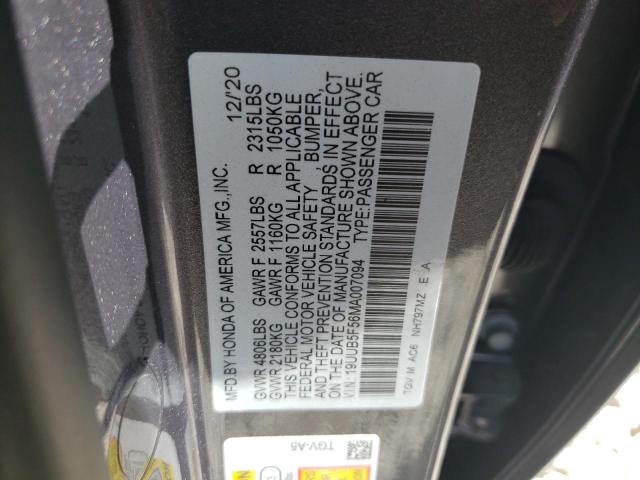 MFD.BY HONDA OF AMERICA MFG.,INC. 12/'20
GVWR 4806LBS GAWR F 2557LBS R 2315LBS
GVWR 2180KG GAWR F 1160KG R 1050KG
THIS VEHICLE CONFORMS TO ALL APPLICABLE
FEDERAL MOTOR VEHICLE SAFETY BUMPER,
AND THEFT PREVENTION STANDARDS IN EFFECT
ON THE DATE OF MANUFACTURE SHOWN ABOVE.
V.I.N.:19UUB5F56MA007094 TYPE:PASSENGER CAR
TGV M AC6 NH797MZ E A
TGV-A5